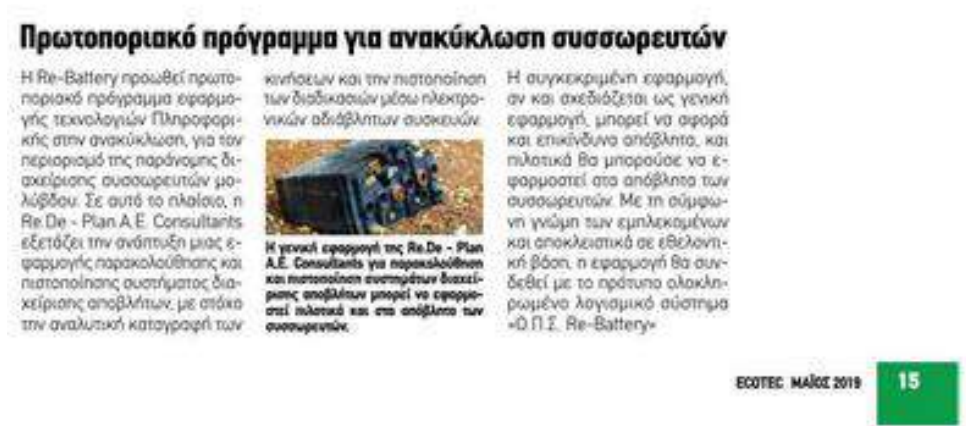 Πρωτοποριακό πρόγραμμα για ανακύκλωση συσσωρευτών
Η Re-Battery προωθεί πρωτο-
ποριακό πρόγραμμα εφαρμο-
γής τεχνολογιών Πληροφορι-
κής στην ανακύκλωση, για τον
περιορισμό της παράνομης δι-
αχείρισης συσσωρευτών μο-
λύβδου. Σε αυτό το πλαίσιο, η
Re.De - Plan A.E. Consultants
εξετάζει την ανάπτυξη μιας ε-
φαρμογής παρακολούθησης και
πιστοποίησης συστήματος δια-
χείρισης αποβλήτων, με στόχο
την αναλυτική καταγραφή των
κινήσεων και την πιστοποίηση
των διαδικασιών μέσω ηλεκτρο-
νικών αδιάβλητων συσκευών.
Η γενική εφαρμογή της Re.De - Plan
A.E. Consultants για παρακολούθηση
και πιστοποίηση συστημάτων διαχεί-
ρισης αποβλήτων μπορεί να εφαρμο-
στεί πιλοτικά και στα απόβλητα των
συσσωρευτών.
Η συγκεκριμένη εφαρμογή,
αν και σχεδιάζεται ως γενική
εφαρμογή, μπορεί να αφορά
και επικίνδυνα απόβλητα, και
πιλοτικά θα μπορούσε να ε-
φαρμοστεί στα απόβλητα των
συσσωρευτών. Με τη σύμφω-
νη γνώμη των εμπλεκομένων
και αποκλειστικά σε εθελοντι-
κή βάση, η εφαρμογή θα συν-
δεθεί με το πρότυπο ολοκλη-
ρωμένο λογισμικό σύστημα
«Ο.Π.Σ. Re-Battery»
ECOTEC ΜΑΪΟΣ 2019 15